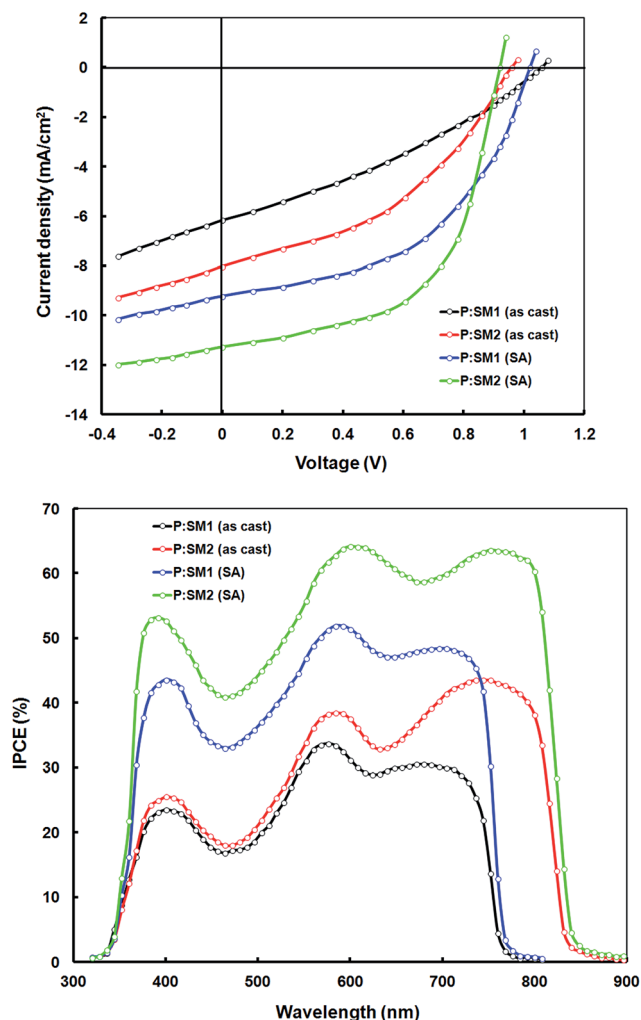 2
0
-2
-4
-6
-8
-10
-12
-14
Current density (mA/cm²)
P:SM1 (as cast)
P:SM2 (as cast)
P:SM1 (SA)
P:SM2 (SA)
-0.4 -0.2 0 0.2 0.4 0.6 0.8 1 1.2
Voltage (V)
70
60
50
40
30
20
10
0
IPCE (%)
P:SM1 (as cast)
P:SM2 (as cast)
P:SM1 (SA)
P:SM2 (SA)
300 400 500 600 700 800 900
Wavelength (nm)